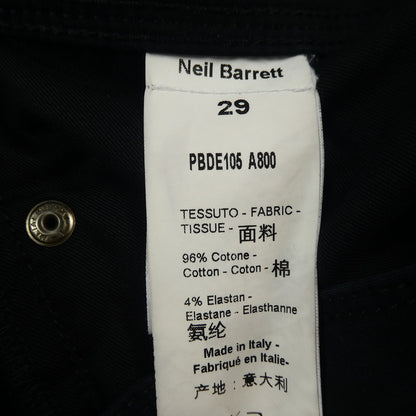 Neil Barrett
29
PBDE105 A800
TESSUTO - FABRIC -
TISSUE - 面料
96% Cotone -
Cotton - Coton - 棉
4% Elastan -
Elastane - Elasthanne
氨纶
Made in Italy -
Fabriqué en Italie-
产地：意大利